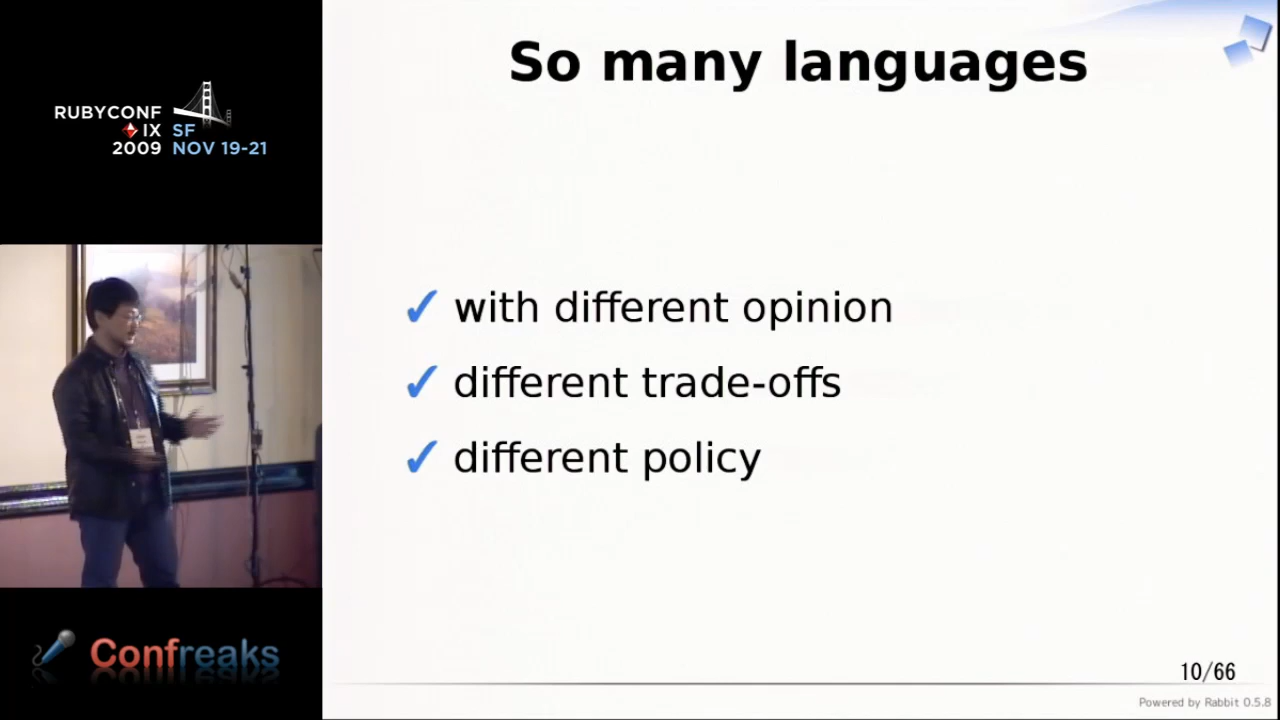 RUBYCONF
IX SF
2009 NOV 19-21
Confreaks
So many languages
✓ with different opinion
✓ different trade-offs
✓ different policy
10/66
Powered by Rabbit 0.5.8